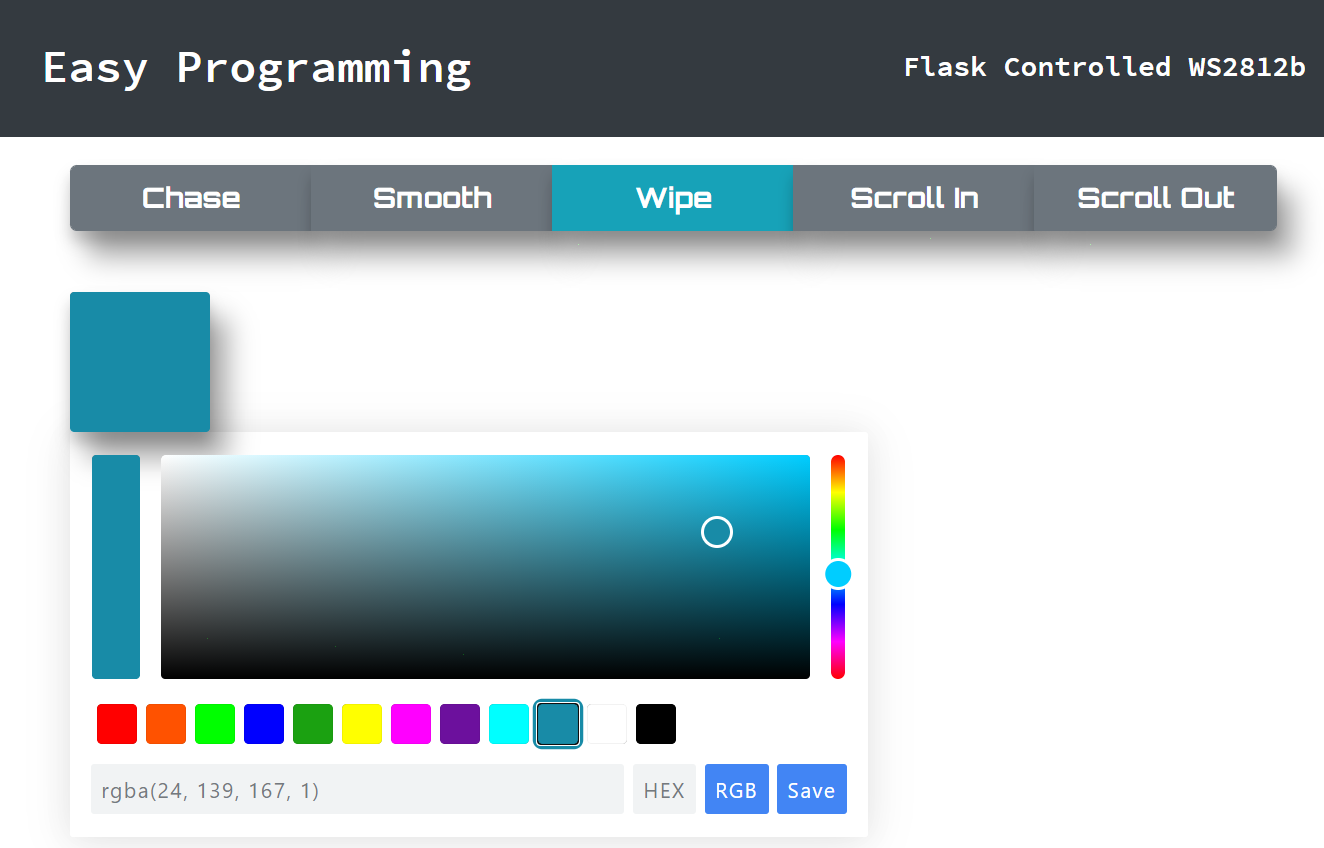 Easy Programming
Flask Controlled WS2812b
Chase Smooth Wipe Scroll In Scroll Out
rgba(24, 139, 167, 1) HEX RGB Save